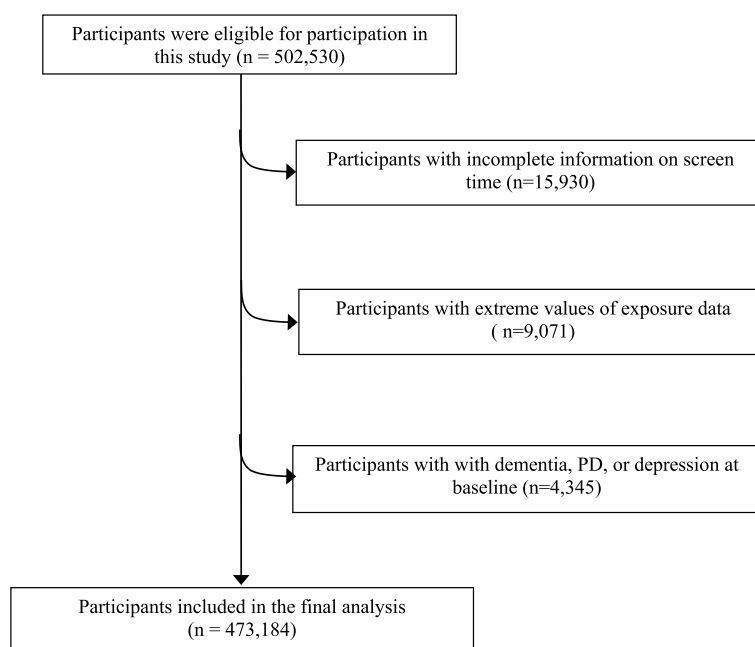 Participants were eligible for participation in
this study (n = 502,530)
Participants with incomplete information on screen
time (n=15,930)
Participants with extreme values of exposure data
( n=9,071)
Participants with with dementia, PD, or depression at
baseline (n=4,345)
Participants included in the final analysis
(n = 473,184)